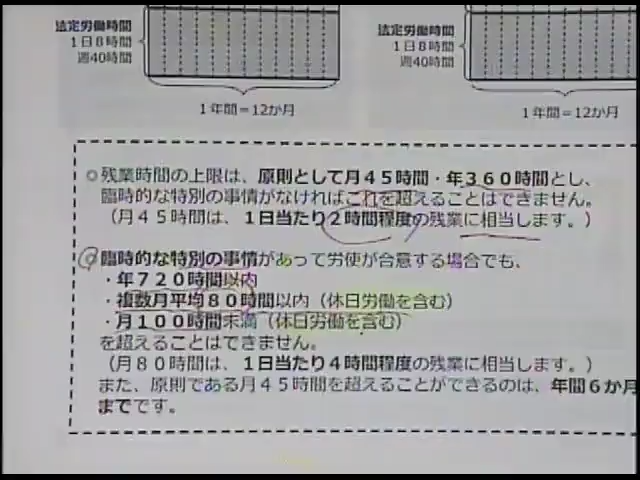 法定労働時間
1日8時間
週40時間
法定労働時間
1日8時間
週40時間
1年間＝12か月
1年間＝12か月
○残業時間の上限は、原則として月４５時間・年３６０時間とし、
臨時的な特別の事情がなければこれを超えることはできません。
（月４５時間は、１日当たり２時間程度の残業に相当します。）
○臨時的な特別の事情があって労使が合意する場合でも、
・年７２０時間以内
・複数月平均８０時間以内（休日労働を含む）
・月１００時間未満（休日労働を含む）
を超えることはできません。
（月８０時間は、１日当たり４時間程度の残業に相当します。）
また、原則である月４５時間を超えることができるのは、年間６か月
までです。